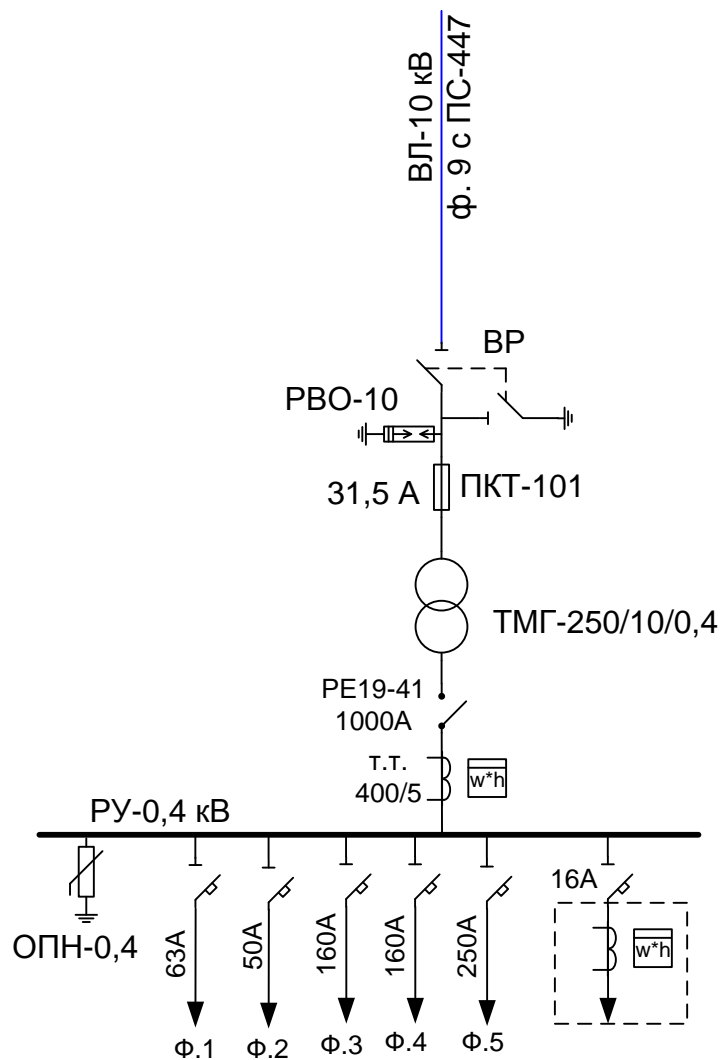 ВЛ-10 кВ
ф. 9 с ПС-447
ВР
РВО-10
31,5 А
ПКТ-101
ТМГ-250/10/0,4
РЕ19-41
1000А
т.т.
400/5
w*h
РУ-0,4 кВ
ОПН-0,4
63А
50А
160А
160А
250А
16А
w*h
Ф.1
Ф.2
Ф.3
Ф.4
Ф.5